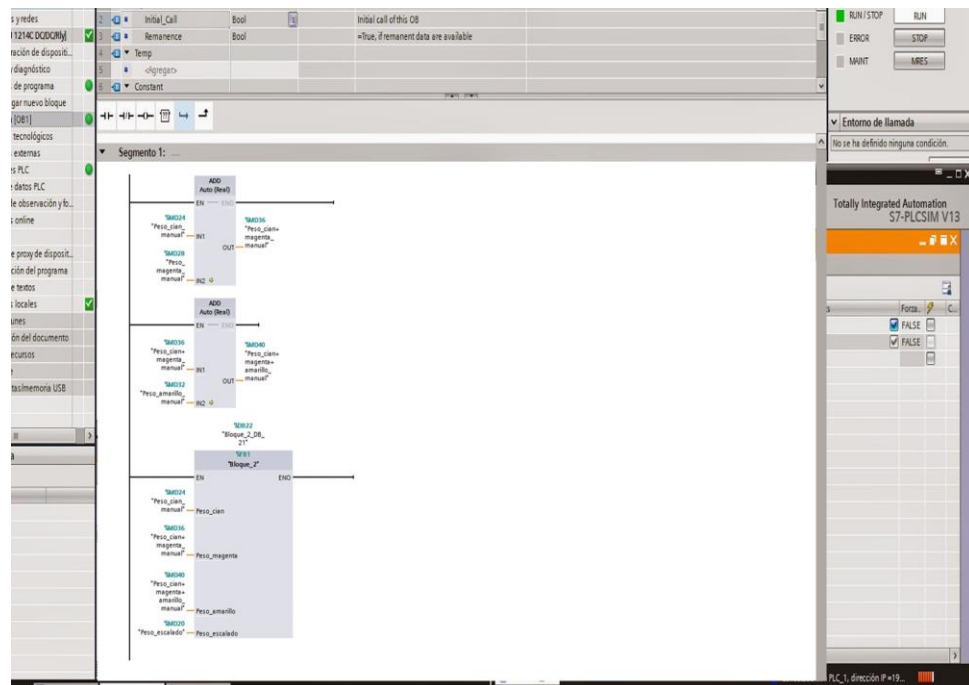 s y redes
1214C DC/DC/Rly]
ración de dispositi...
y diagnóstico
de programa
gar nuevo bloque
[OB1]
tecnológicos
externas
s PLC
e datos PLC
de observación y fo...
s online
e proxy de disposit...
ción del programa
e textos
s locales
unes
ón del documento
ecursos
tas/memoria USB
2 Initial_Call Bool Initial call of this OB
3 Remanence Bool =True, if remanent data are available
4 Temp
5 <Agregar>
6 Constant
Segmento 1: ....
ADD
Auto (Real)
EN ENO
%MD24
"Peso_cian_
manual" IN1
%MD36
"Peso_cian+
magenta_
OUT manual"
%MD28
"Peso_
magenta_
manual" IN2
ADD
Auto (Real)
EN ENO
%MD36
"Peso_cian+
magenta_
manual" IN1
%MD40
"Peso_cian+
magenta+
amarillo_
OUT manual"
%MD32
"Peso_amarillo_
manual" IN2
%DB22
"Bloque_2_DB_
21"
%FB1
"Bloque_2"
EN ENO
%MD24
"Peso_cian_
manual" Peso_cian
%MD36
"Peso_cian+
magenta_
manual" Peso_magenta
%MD40
"Peso_cian+
magenta+
amarillo_
manual" Peso_amarillo
%MD20
"Peso_escalado" Peso_escalado
RUN / STOP RUN
ERROR STOP
MAINT MRES
Entorno de llamada
No se ha definido ninguna condición.
Totally Integrated Automation
S7-PLCSIM V13
s Forza... C...
FALSE
FALSE
PLC_1, dirección IP =19...